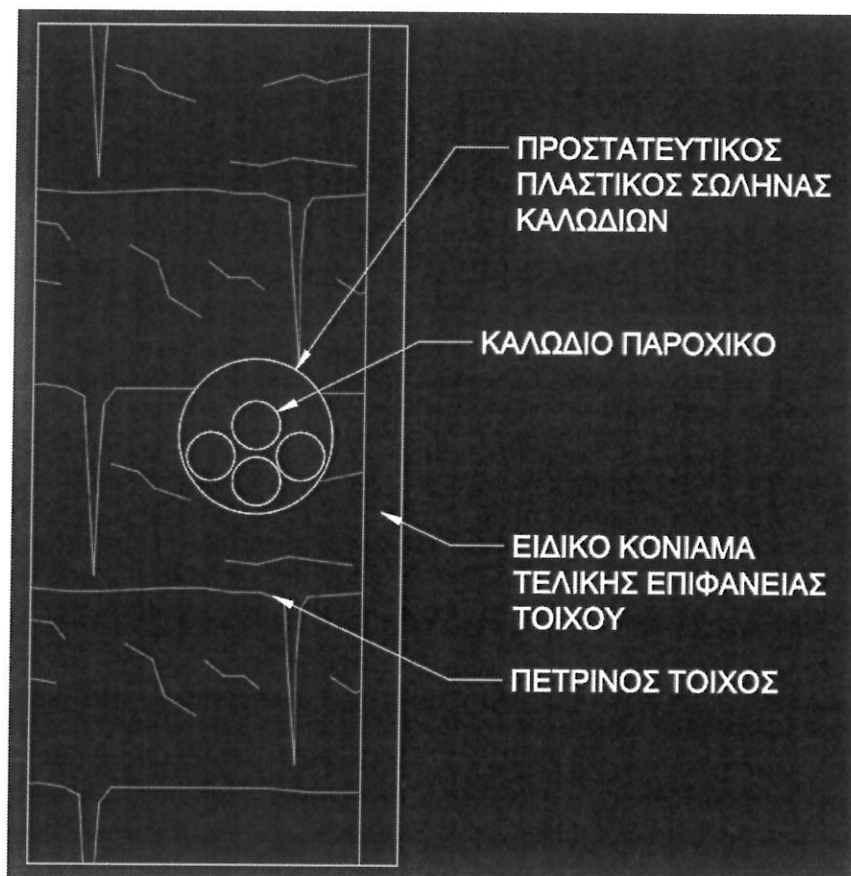 ΠΡΟΣΤΑΤΕΥΤΙΚΟΣ
ΠΛΑΣΤΙΚΟΣ ΣΩΛΗΝΑΣ
ΚΑΛΩΔΙΩΝ
ΚΑΛΩΔΙΟ ΠΑΡΟΧΙΚΟ
ΕΙΔΙΚΟ ΚΟΝΙΑΜΑ
ΤΕΛΙΚΗΣ ΕΠΙΦΑΝΕΙΑΣ
ΤΟΙΧΟΥ
ΠΕΤΡΙΝΟΣ ΤΟΙΧΟΣ